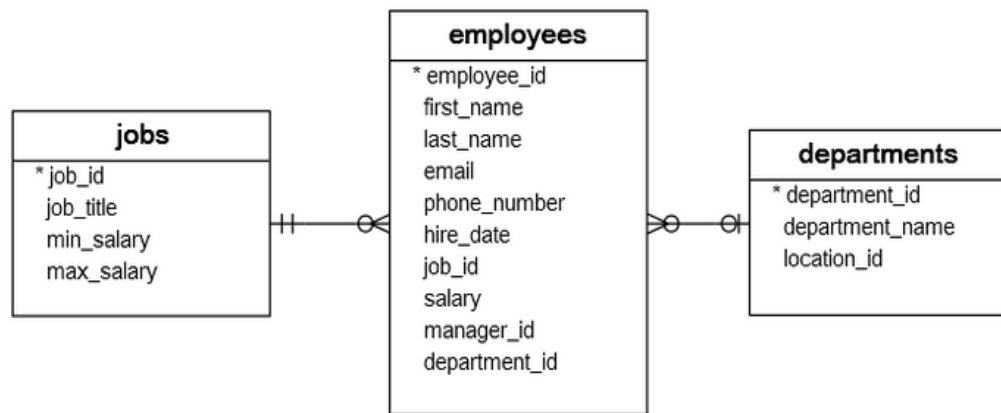 jobs
* job_id
job_title
min_salary
max_salary
employees
* employee_id
first_name
last_name
email
phone_number
hire_date
job_id
salary
manager_id
department_id
departments
* department_id
department_name
location_id